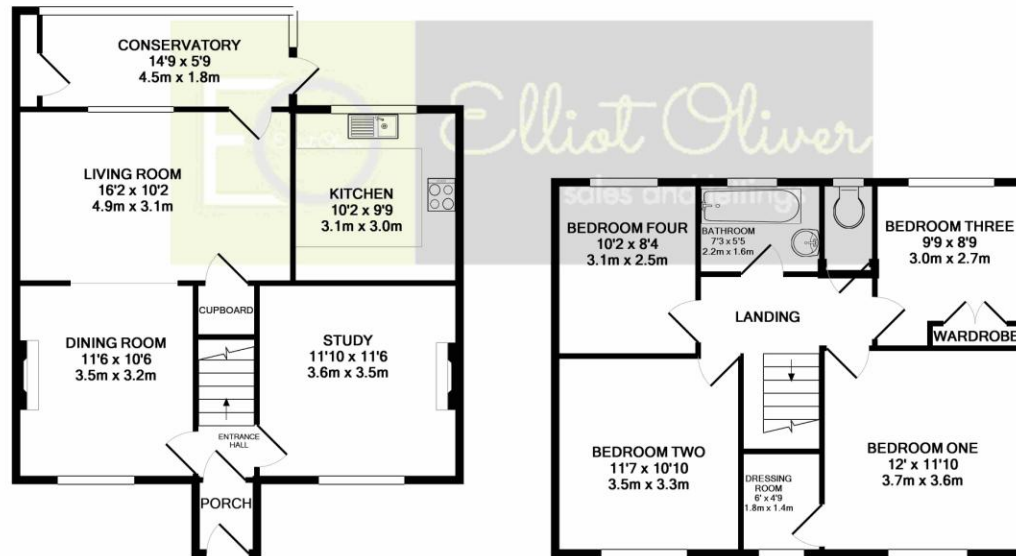 CONSERVATORY
14'9 x 5'9
4.5m x 1.8m
LIVING ROOM
16'2 x 10'2
4.9m x 3.1m
KITCHEN
10'2 x 9'9
3.1m x 3.0m
CUPBOARD
DINING ROOM
11'6 x 10'6
3.5m x 3.2m
STUDY
11'10 x 11'6
3.6m x 3.5m
ENTRANCE
HALL
PORCH
Elliot Oliver
sales and lettings
BEDROOM FOUR
10'2 x 8'4
3.1m x 2.5m
BATHROOM
7'3 x 5'5
2.2m x 1.6m
BEDROOM THREE
9'9 x 8'9
3.0m x 2.7m
LANDING
WARDROBE
BEDROOM TWO
11'7 x 10'10
3.5m x 3.3m
DRESSING
ROOM
6' x 4'9
1.8m x 1.4m
BEDROOM ONE
12' x 11'10
3.7m x 3.6m